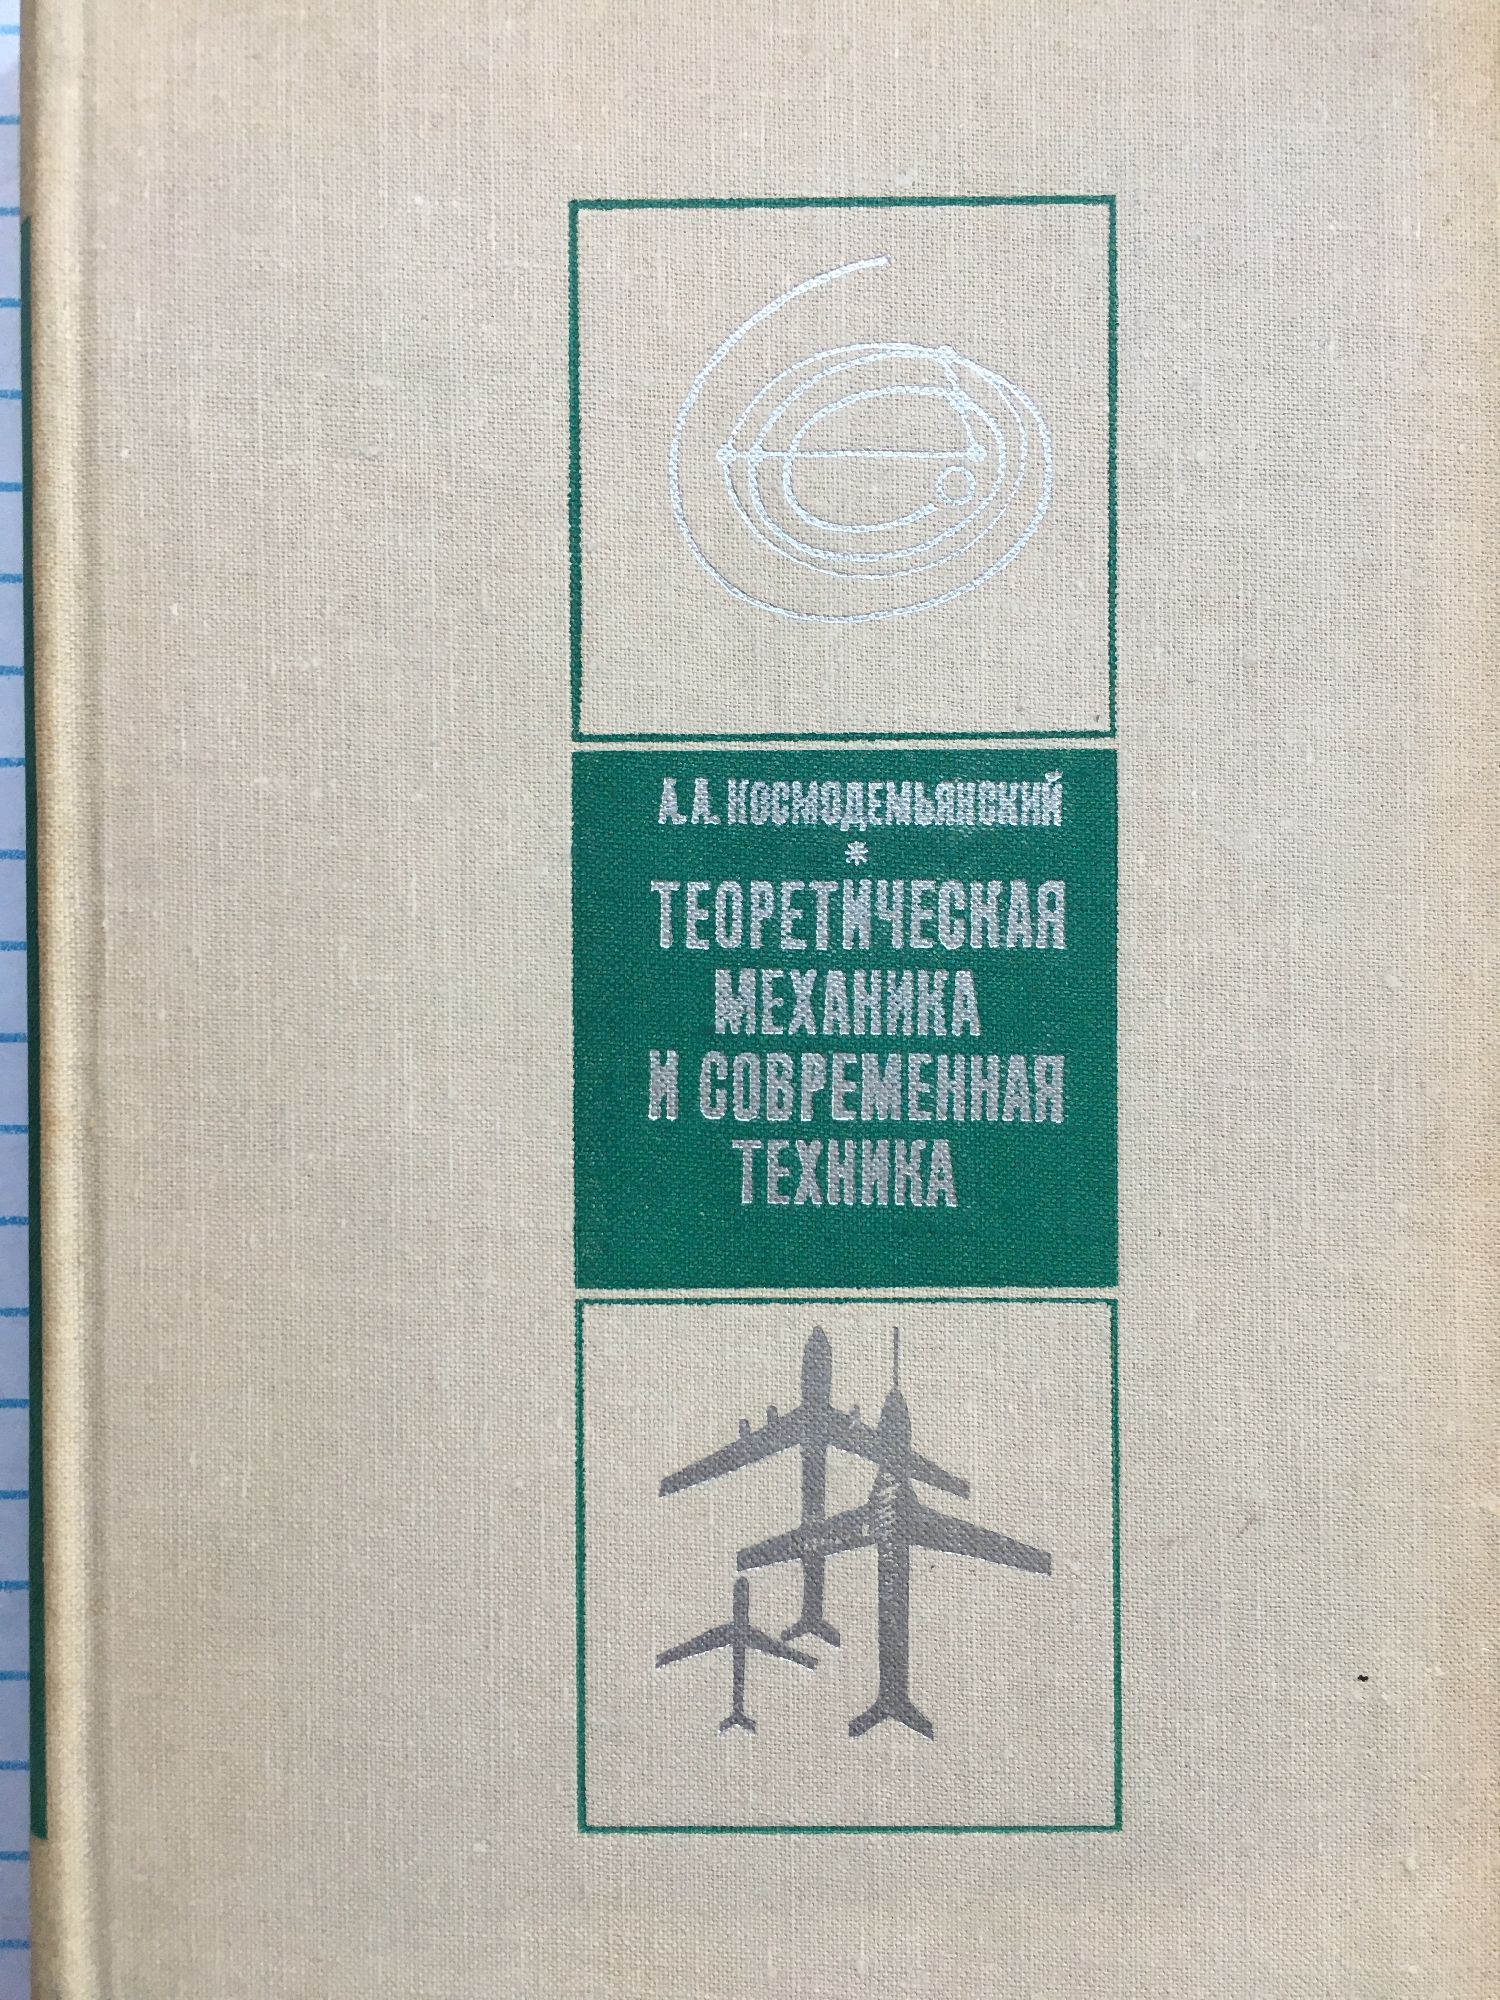 А.А. КОСМОДЕМЬЯНСКИЙ
*
ТЕОРЕТИЧЕСКАЯ
МЕХАНИКА
И СОВРЕМЕННАЯ
ТЕХНИКА